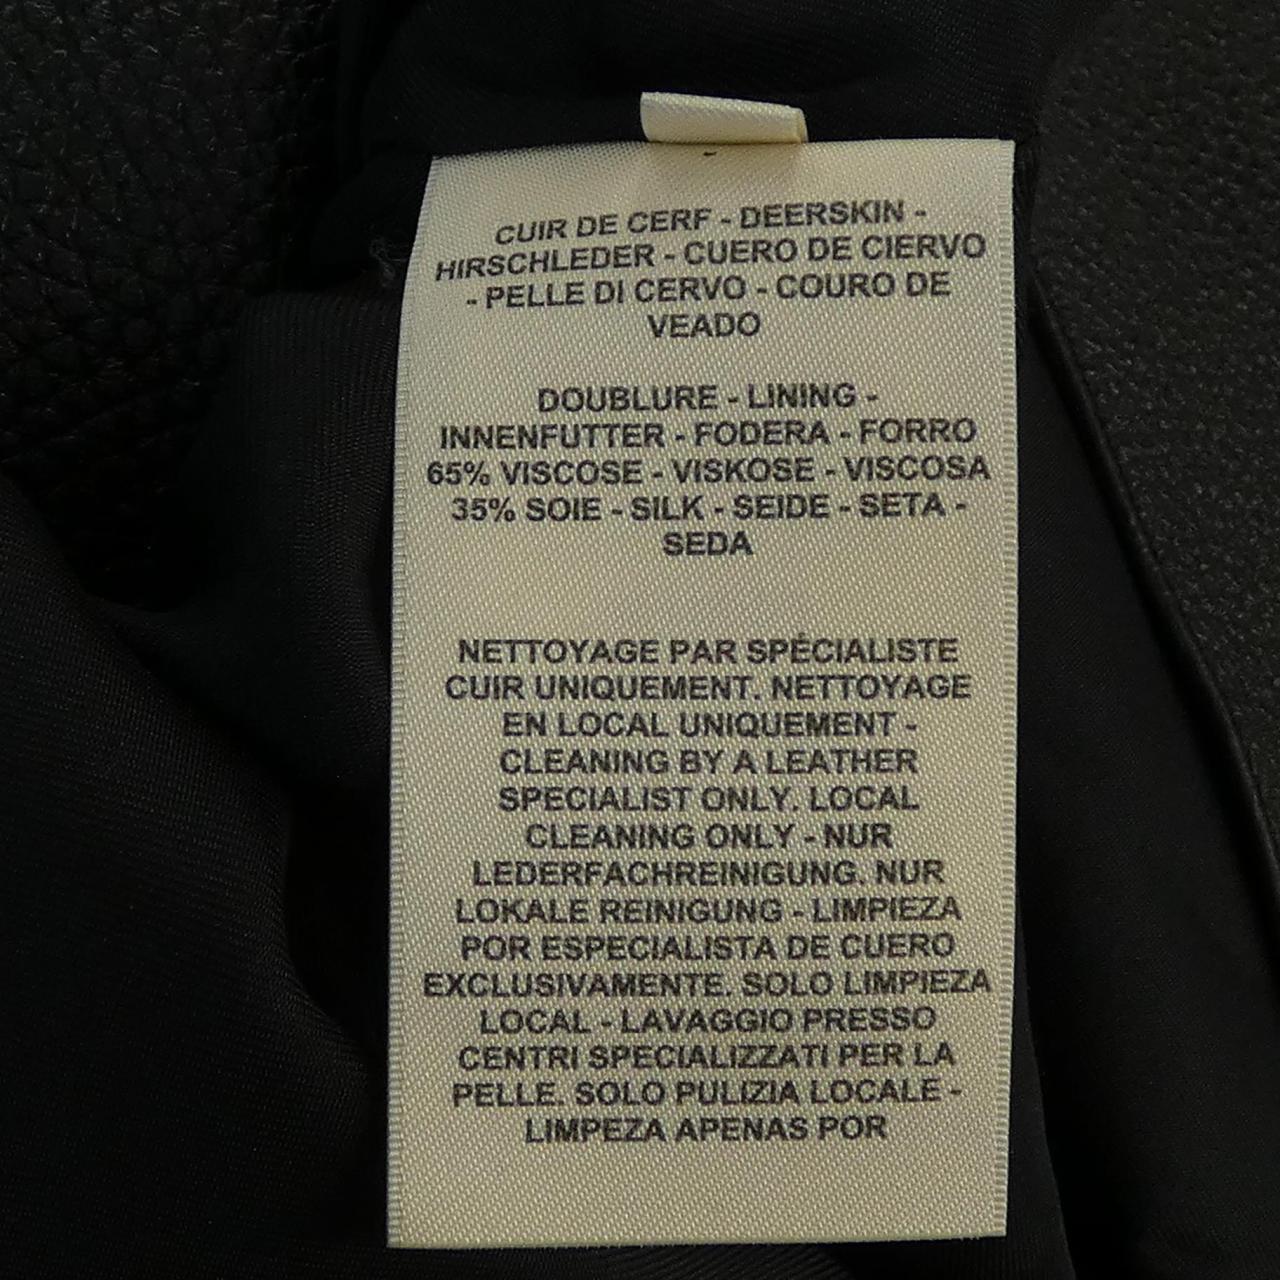 CUIR DE CERF - DEERSKIN -
HIRSCHLEDER - CUERO DE CIERVO
- PELLE DI CERVO - COURO DE
VEADO
DOUBLURE - LINING -
INNENFUTTER - FODERA - FORRO
65% VISCOSE - VISKOSE - VISCOSA
35% SOIE - SILK - SEIDE - SETA -
SEDA
NETTOYAGE PAR SPÉCIALISTE
CUIR UNIQUEMENT. NETTOYAGE
EN LOCAL UNIQUEMENT -
CLEANING BY A LEATHER
SPECIALIST ONLY. LOCAL
CLEANING ONLY - NUR
LEDERFACHREINIGUNG. NUR
LOKALE REINIGUNG - LIMPIEZA
POR ESPECIALISTA DE CUERO
EXCLUSIVAMENTE. SOLO LIMPIEZA
LOCAL - LAVAGGIO PRESSO
CENTRI SPECIALIZZATI PER LA
PELLE. SOLO PULIZIA LOCALE -
LIMPEZA APENAS POR